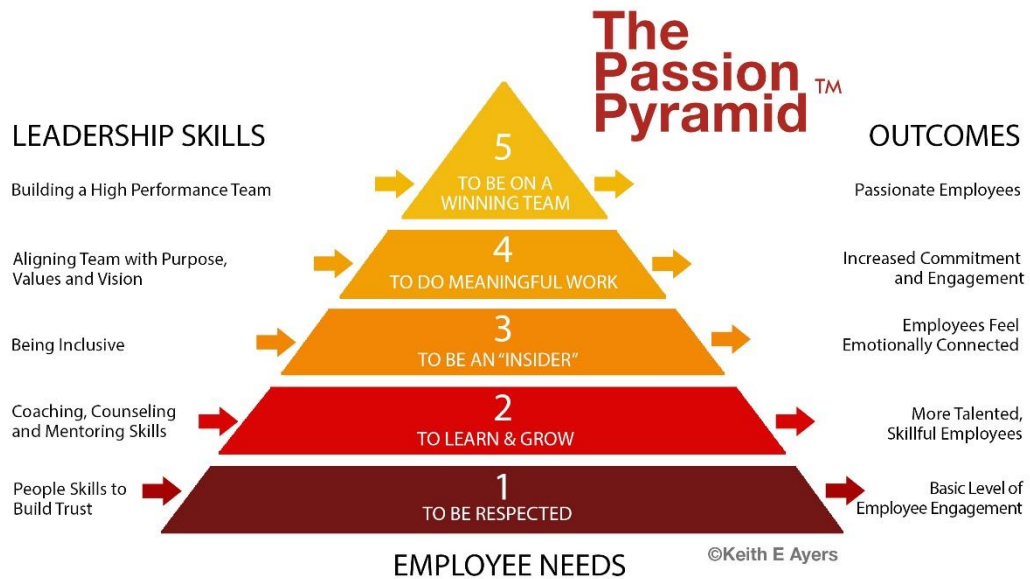 The
Passion
Pyramid ™
LEADERSHIP SKILLS
OUTCOMES
Building a High Performance Team
5
TO BE ON A
WINNING TEAM
Passionate Employees
Aligning Team with Purpose,
Values and Vision
4
TO DO MEANINGFUL WORK
Increased Commitment
and Engagement
Being Inclusive
3
TO BE AN “INSIDER”
Employees Feel
Emotionally Connected
Coaching, Counseling
and Mentoring Skills
2
TO LEARN & GROW
More Talented,
Skillful Employees
People Skills to
Build Trust
1
TO BE RESPECTED
Basic Level of
Employee Engagement
EMPLOYEE NEEDS
©Keith E Ayers